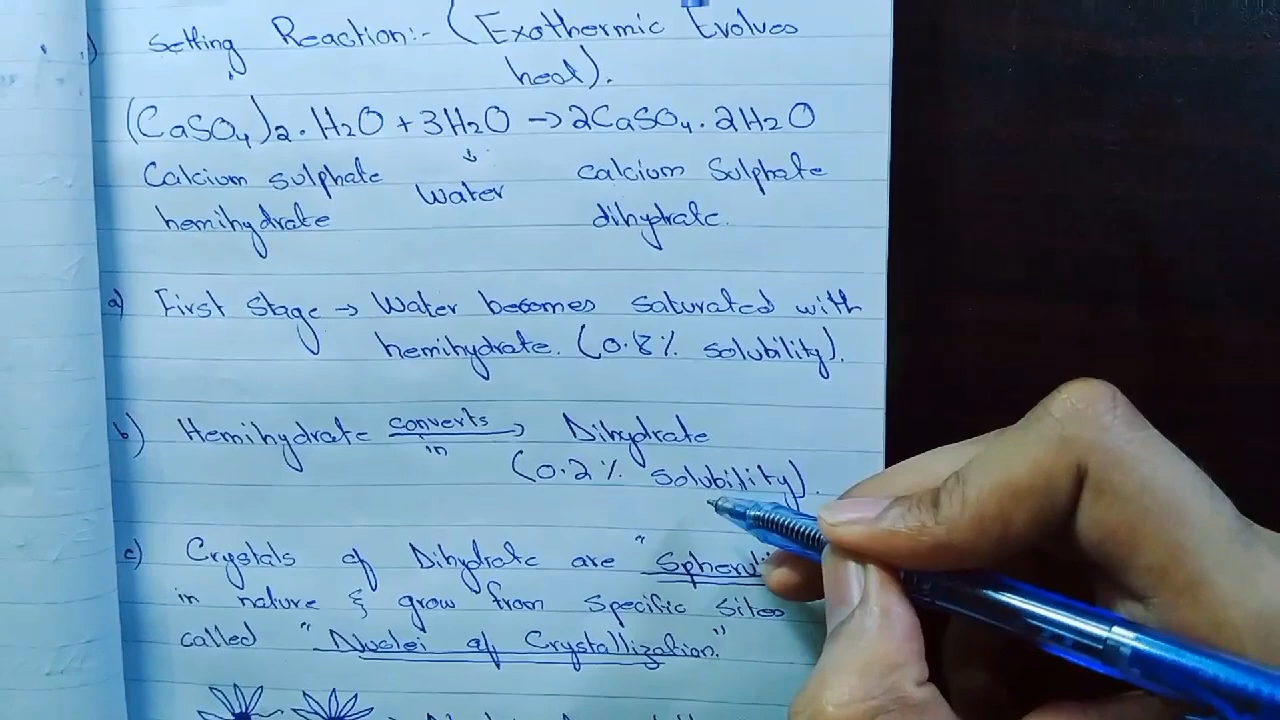 Setting Reaction:- (Exothermic Evolves
heat).
(CaSO4)2.H2O + 3H2O → 2CaSO4.2H2O
Calcium sulphate Water calcium Sulphate
hemihydrate dihydrate.
a) First Stage → Water becomes saturated with
hemihydrate. (0.8% solubility).
b) Hemihydrate converts in → Dihydrate
(0.2% solubility).
c) Crystals of Dihydrate are "
in nature & grow from specific sites
called "Nuclei of Crystallization."